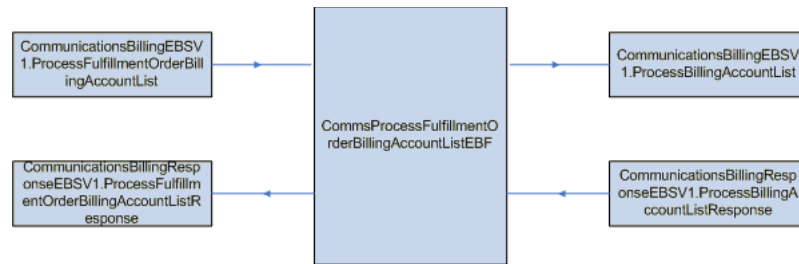 CommunicationsBillingEBSV
1.ProcessFulfillmentOrderBill
ingAccountList
CommunicationsBillingEBSV
1.ProcessBillingAccountList
CommsProcessFulfillmentO
rderBillingAccountListEBF
CommunicationsBillingResp
onseEBSV1.ProcessFulfillm
entOrderBillingAccountListR
esponse
CommunicationsBillingResp
onseEBSV1.ProcessBillingA
ccountListResponse